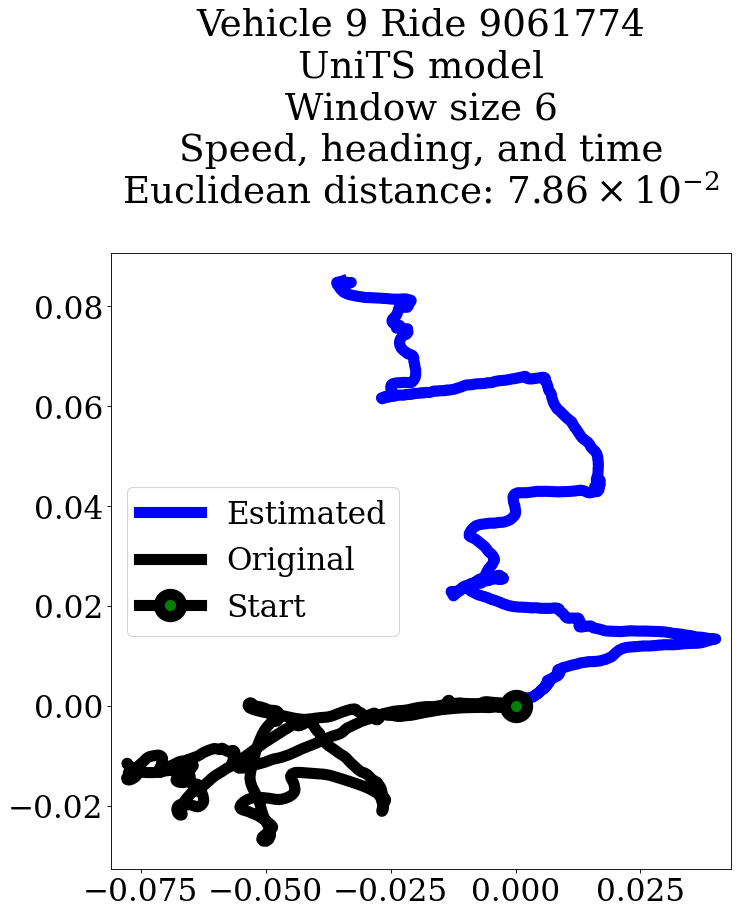 Vehicle 9 Ride 9061774
UniTS model
Window size 6
Speed, heading, and time
Euclidean distance: 7.86 × 10⁻²
0.08
0.06
0.04
Estimated
Original
Start
0.02
0.00
−0.02
−0.075 −0.050 −0.025 0.000 0.025